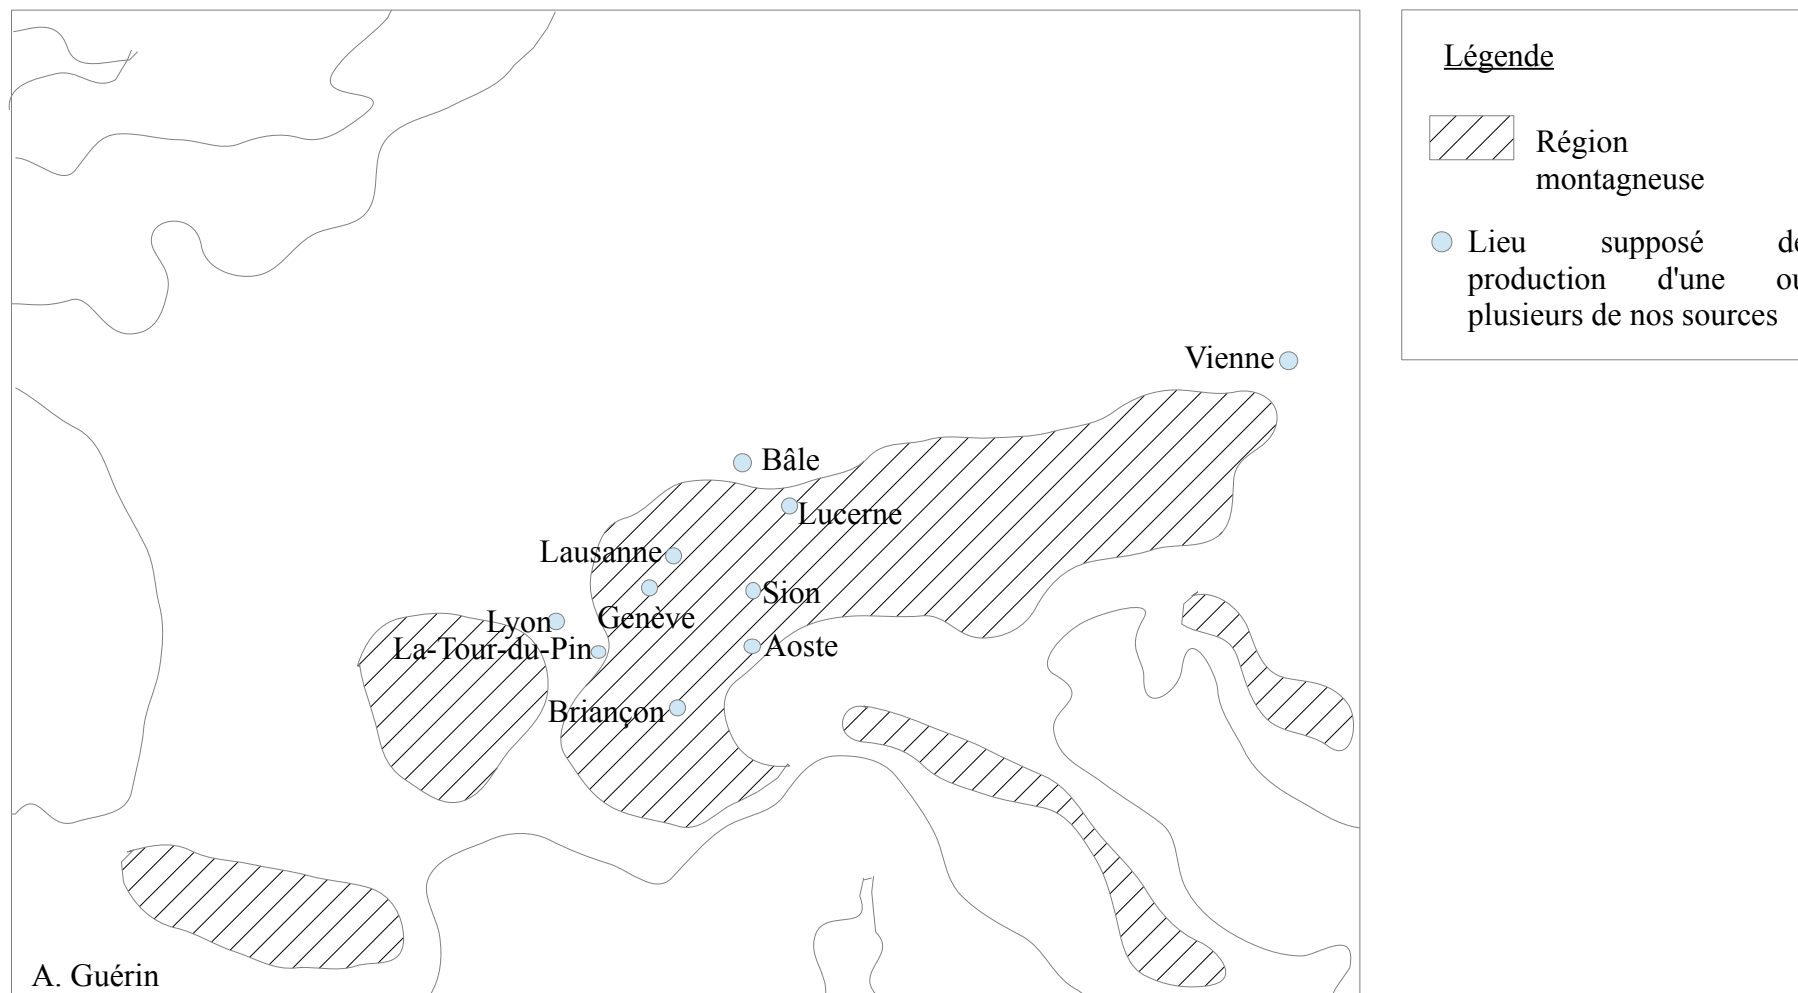 Légende
Région
montagneuse
Lieu supposé de
production d'une ou
plusieurs de nos sources
Vienne
Bâle
Lucerne
Lausanne
Sion
Genève
Lyon
La-Tour-du-Pin
Aoste
Briançon
A. Guérin